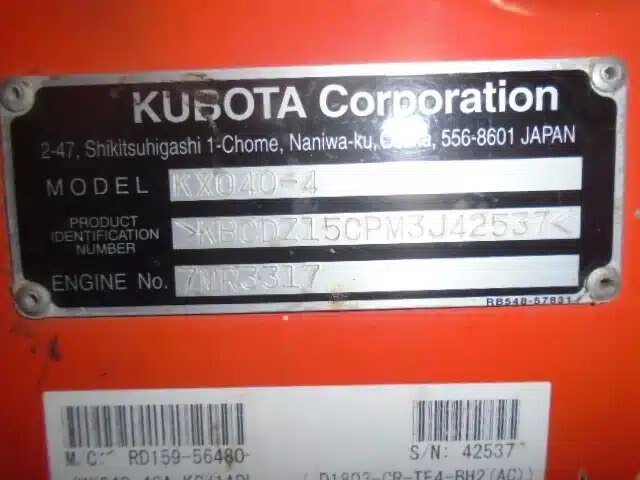 KUBOTA Corporation
2-47, Shikitsuhigashi 1-Chome, Naniwa-ku, Osaka, 556-8601 JAPAN
MODEL KX040-4
PRODUCT IDENTIFICATION NUMBER >KBCDZ15CPM3J42537<
ENGINE No. 7MR3317
RB548-57831
M/C: RD159-56480
S/N: 42537
D1803-CR-TE4-BH2(AC))